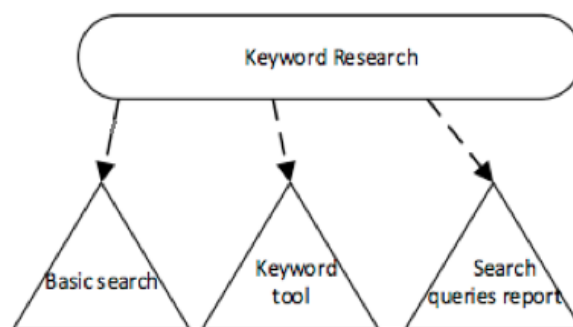 Keyword Research
Basic search
Keyword
tool
Search
queries report